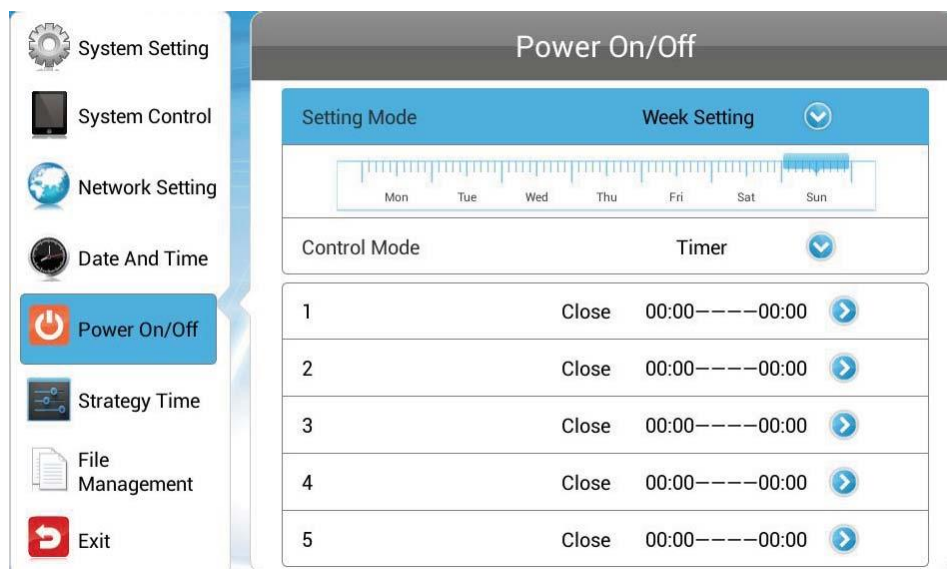 System Setting
System Control
Network Setting
Date And Time
Power On/Off
Strategy Time
File
Management
Exit
Power On/Off
Setting Mode Week Setting
Mon Tue Wed Thu Fri Sat Sun
Control Mode Timer
1 Close 00:00————00:00
2 Close 00:00————00:00
3 Close 00:00————00:00
4 Close 00:00————00:00
5 Close 00:00————00:00